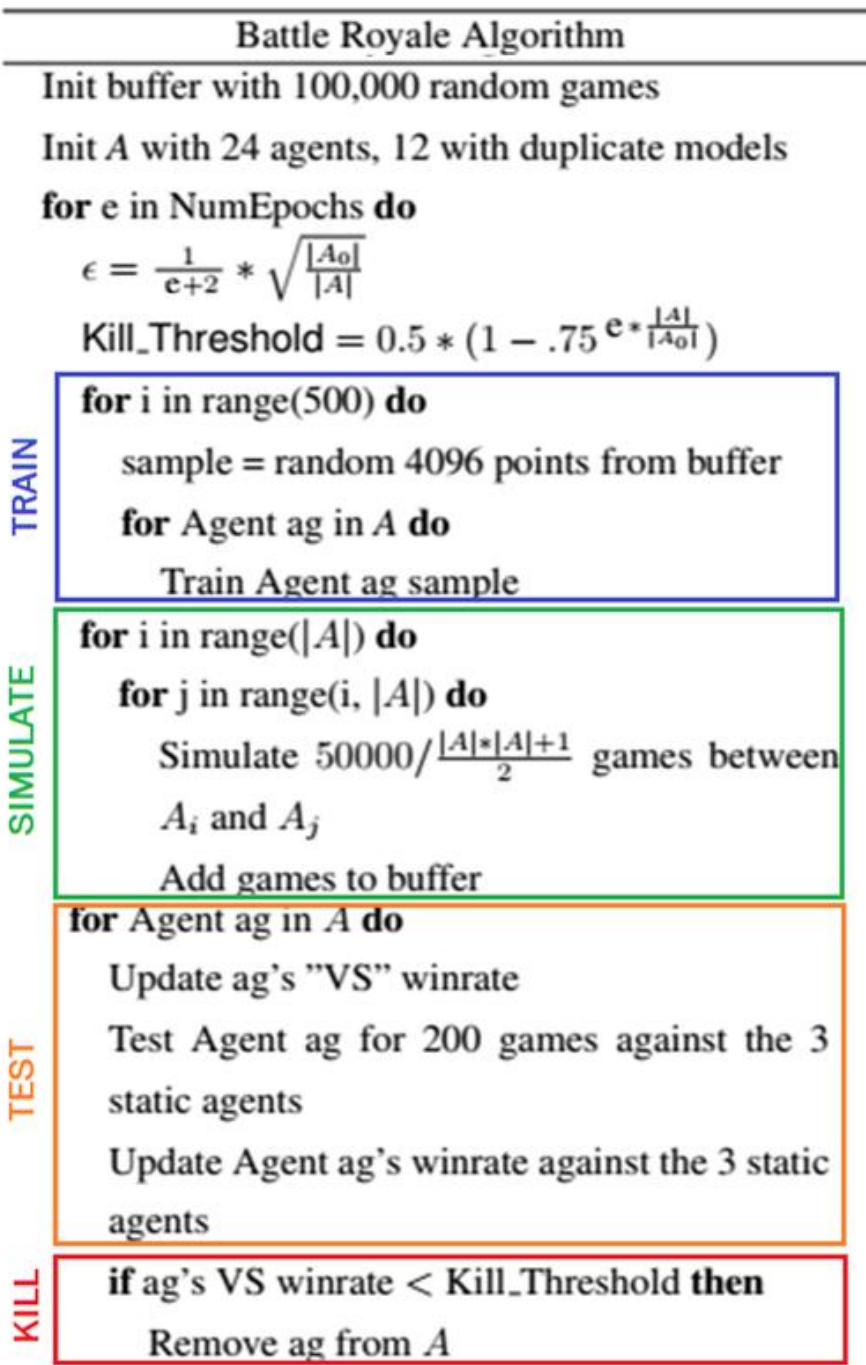 Battle Royale Algorithm
Init buffer with 100,000 random games
Init A with 24 agents, 12 with duplicate models
for e in NumEpochs do
ϵ = 1/(e+2) * √(|A₀|/|A|)
Kill_Threshold = 0.5 * (1 − .75^(e*|A|/|A₀|))
TRAIN
for i in range(500) do
sample = random 4096 points from buffer
for Agent ag in A do
Train Agent ag sample
SIMULATE
for i in range(|A|) do
for j in range(i, |A|) do
Simulate 50000/((|A|*|A|+1)/2) games between
Aᵢ and Aⱼ
Add games to buffer
TEST
for Agent ag in A do
Update ag's "VS" winrate
Test Agent ag for 200 games against the 3
static agents
Update Agent ag's winrate against the 3 static
agents
KILL
if ag's VS winrate < Kill_Threshold then
Remove ag from A